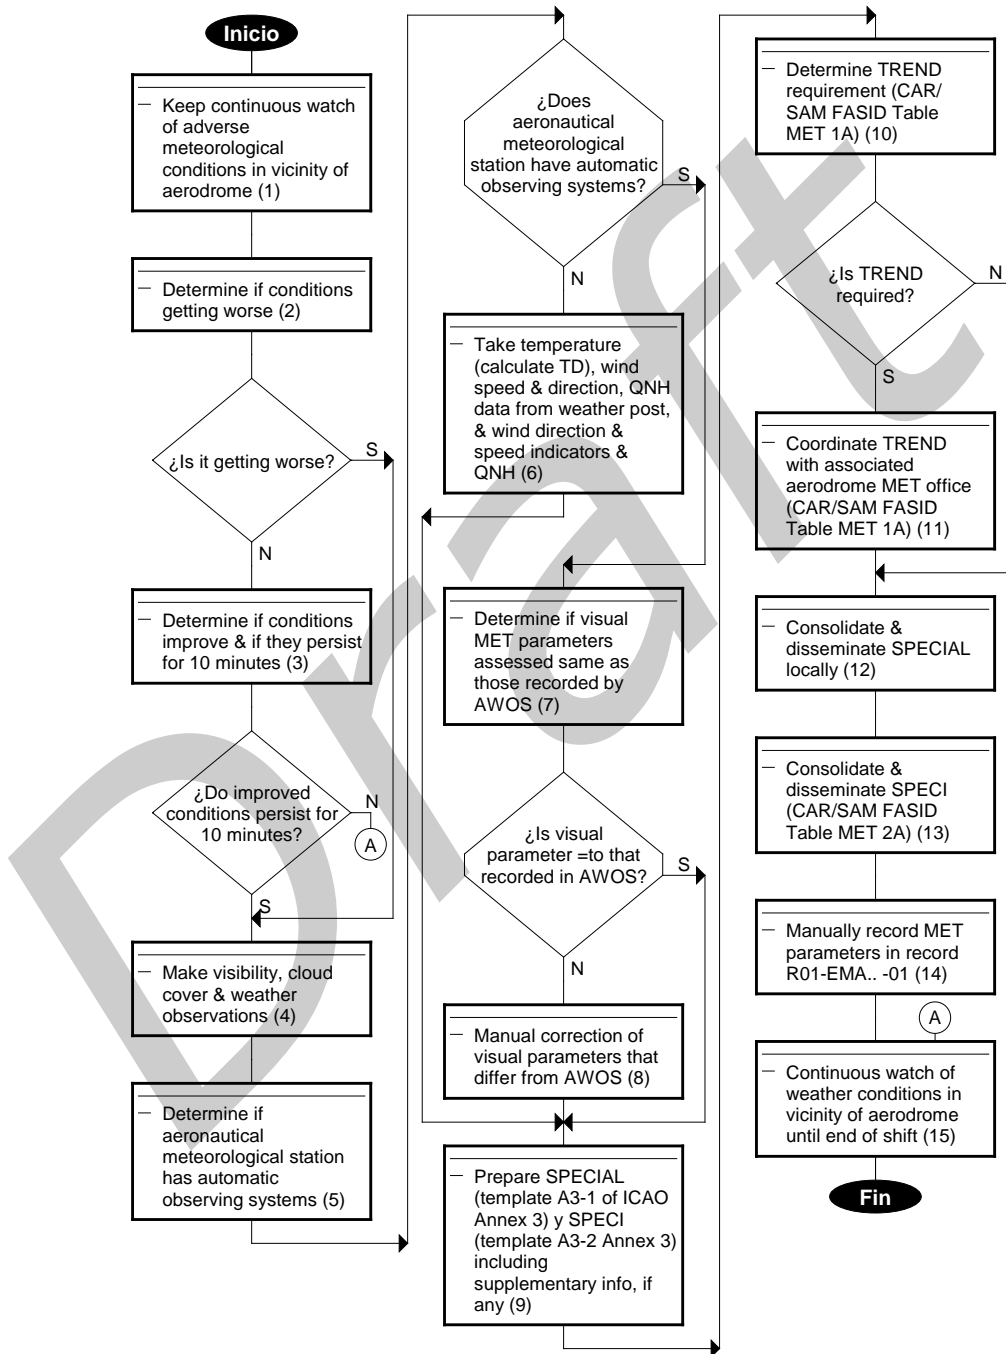 Inicio
— Keep continuous watch
of adverse
meteorological
conditions in vicinity of
aerodrome (1)
— Determine if conditions
getting worse (2)
¿Is it getting worse?
S
N
— Determine if conditions
improve & if they persist
for 10 minutes (3)
¿Do improved
conditions persist for
10 minutes?
N
A
S
— Make visibility, cloud
cover & weather
observations (4)
— Determine if
aeronautical
meteorological station
has automatic
observing systems (5)
¿Does
aeronautical
meteorological
station have automatic
observing systems?
S
N
— Take temperature
(calculate TD), wind
speed & direction, QNH
data from weather post,
& wind direction &
speed indicators &
QNH (6)
— Determine if visual
MET parameters
assessed same as
those recorded by
AWOS (7)
¿Is visual
parameter =to that
recorded in AWOS?
S
N
— Manual correction of
visual parameters that
differ from AWOS (8)
— Prepare SPECIAL
(template A3-1 of ICAO
Annex 3) y SPECI
(template A3-2 Annex 3)
including
supplementary info, if
any (9)
— Determine TREND
requirement (CAR/
SAM FASID Table
MET 1A) (10)
¿Is TREND
required?
N
S
— Coordinate TREND
with associated
aerodrome MET office
(CAR/SAM FASID
Table MET 1A) (11)
— Consolidate &
disseminate SPECIAL
locally (12)
— Consolidate &
disseminate SPECI
(CAR/SAM FASID
Table MET 2A) (13)
— Manually record MET
parameters in record
R01-EMA.. -01 (14)
A
— Continuous watch of
weather conditions in
vicinity of aerodrome
until end of shift (15)
Fin
Draft